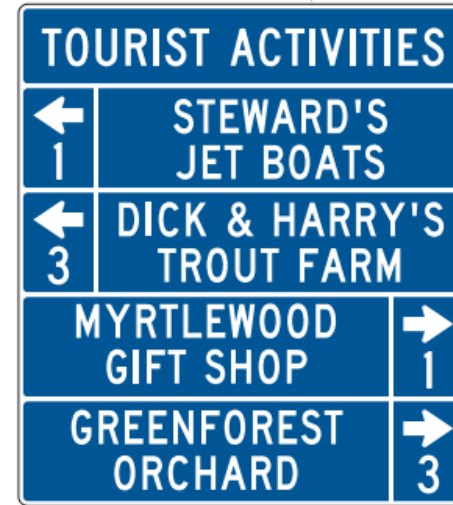 TOURIST ACTIVITIES
← STEWARD'S
1 JET BOATS
← DICK & HARRY'S
3 TROUT FARM
MYRTLEWOOD →
GIFT SHOP 1
GREENFOREST →
ORCHARD 3